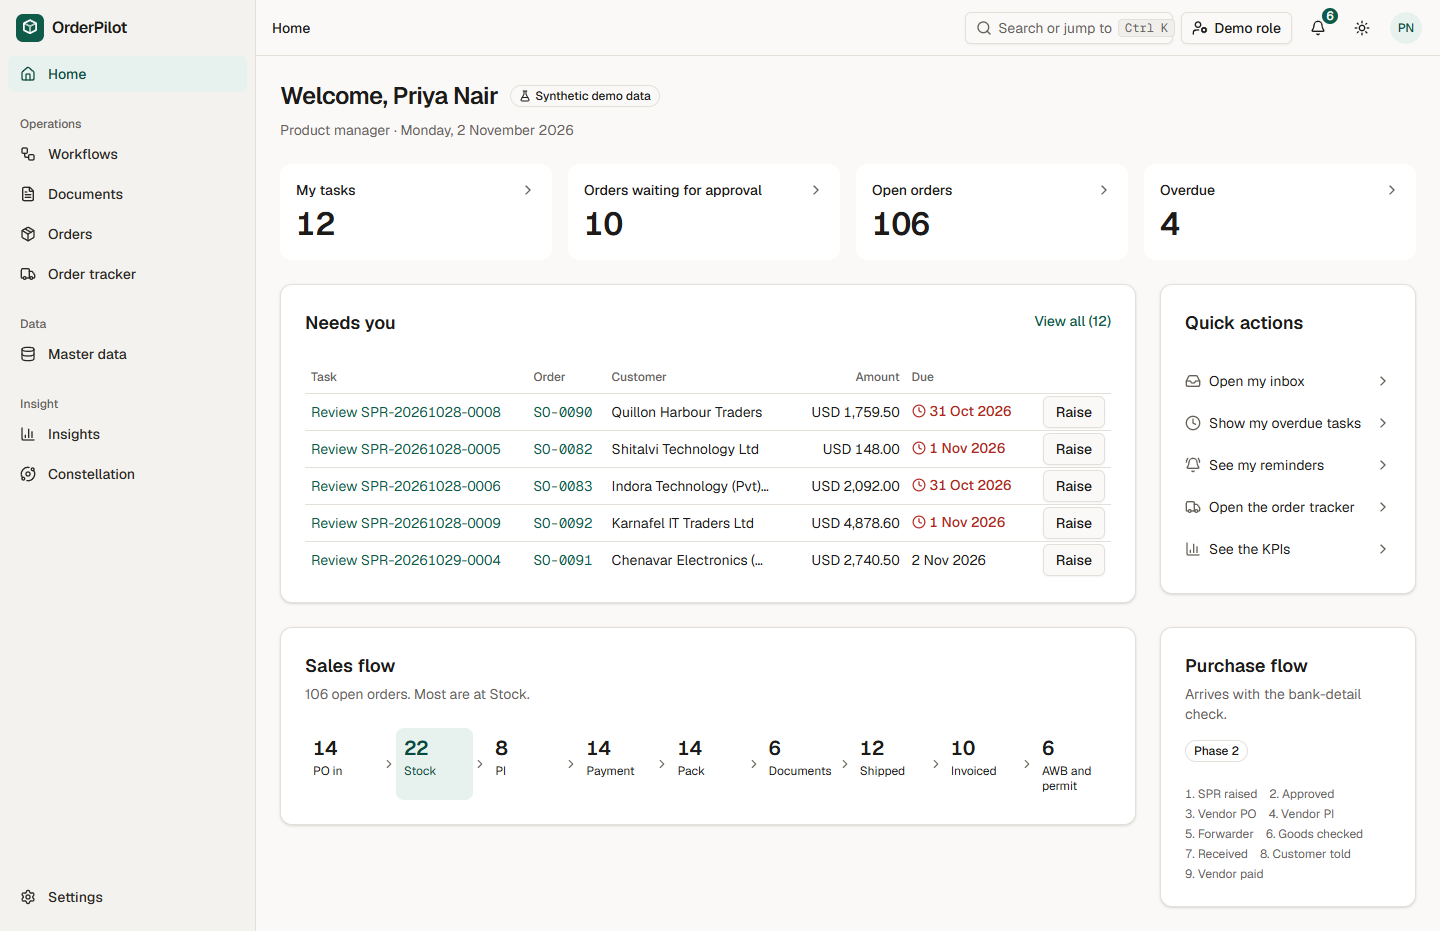 OrderPilot
Home
Operations
Workflows
Documents
Orders
Order tracker
Data
Master data
Insight
Insights
Constellation
Settings
Home
Search or jump to Ctrl K
Demo role
6
PN
Welcome, Priya Nair
Synthetic demo data
Product manager · Monday, 2 November 2026
My tasks
12
Orders waiting for approval
10
Open orders
106
Overdue
4
Needs you
View all (12)
Task Order Customer Amount Due
Review SPR-20261028-0008 SO-0090 Quillon Harbour Traders USD 1,759.50 31 Oct 2026 Raise
Review SPR-20261028-0005 SO-0082 Shitalvi Technology Ltd USD 148.00 1 Nov 2026 Raise
Review SPR-20261028-0006 SO-0083 Indora Technology (Pvt)... USD 2,092.00 31 Oct 2026 Raise
Review SPR-20261028-0009 SO-0092 Karnafel IT Traders Ltd USD 4,878.60 1 Nov 2026 Raise
Review SPR-20261029-0004 SO-0091 Chenavar Electronics (... USD 2,740.50 2 Nov 2026 Raise
Quick actions
Open my inbox
Show my overdue tasks
See my reminders
Open the order tracker
See the KPIs
Sales flow
106 open orders. Most are at Stock.
14 22 8 14 14 6 12 10 6
PO in Stock PI Payment Pack Documents Shipped Invoiced AWB and
permit
Purchase flow
Arrives with the bank-detail
check.
Phase 2
1. SPR raised 2. Approved
3. Vendor PO 4. Vendor PI
5. Forwarder 6. Goods checked
7. Received 8. Customer told
9. Vendor paid